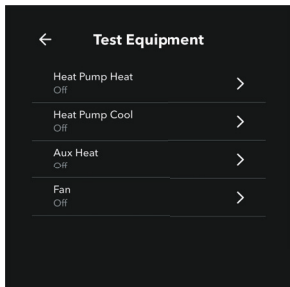 Test Equipment
Heat Pump Heat
Off
Heat Pump Cool
Off
Aux Heat
Off
Fan
Off